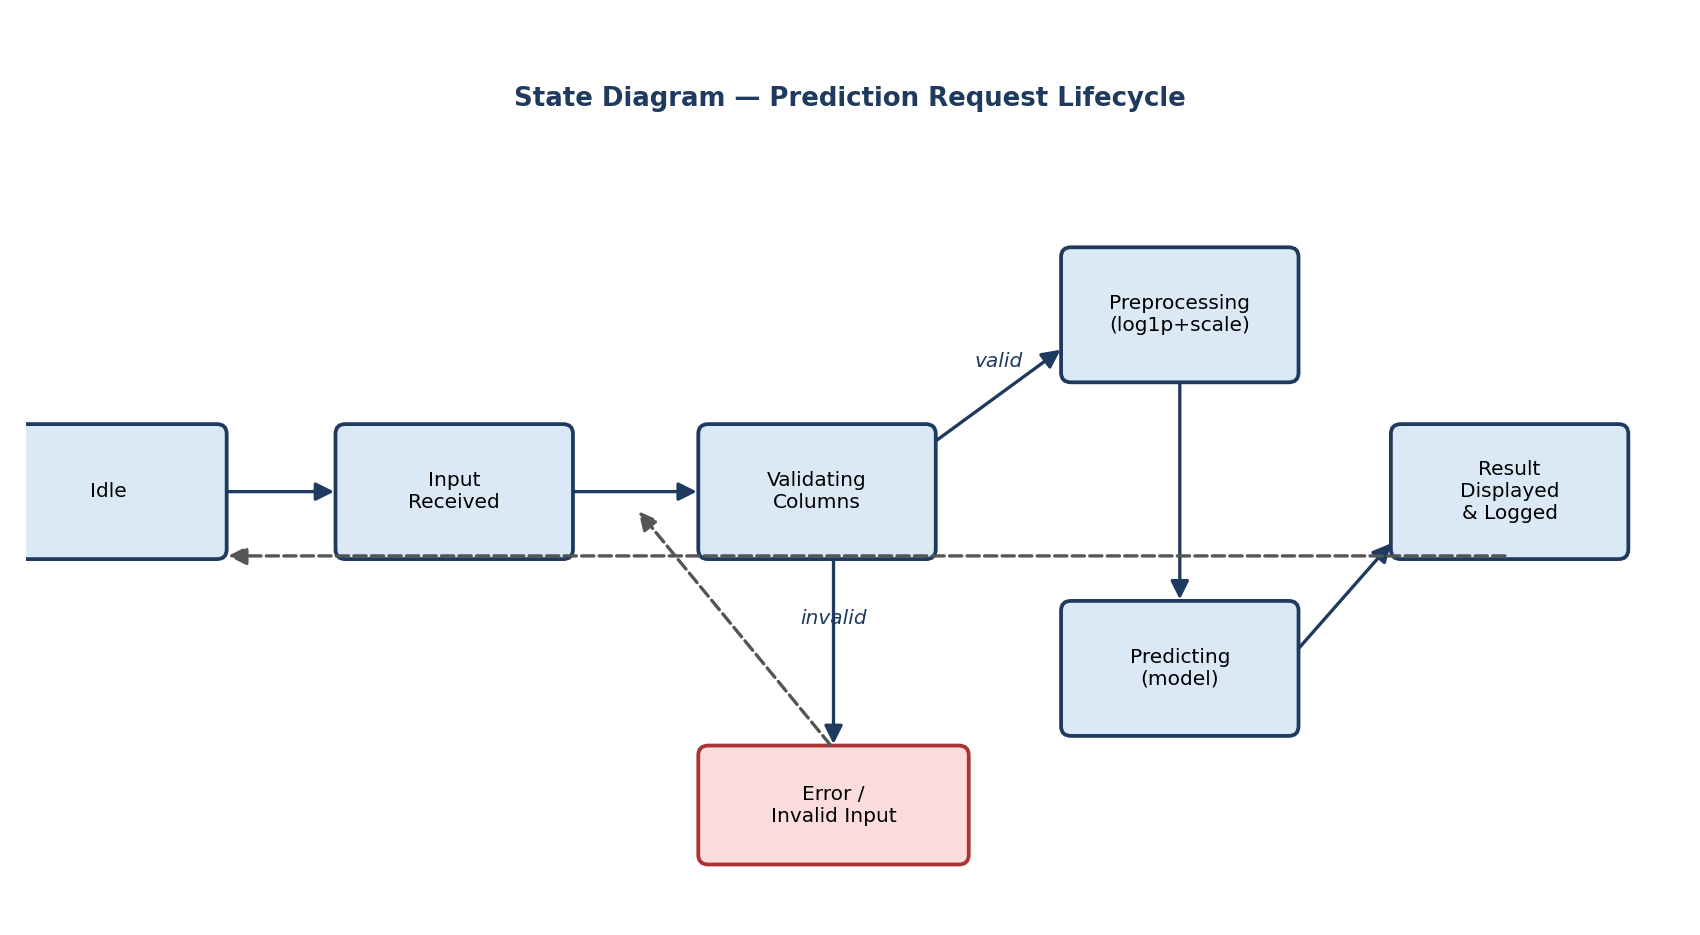 State Diagram — Prediction Request Lifecycle
Idle
Input
Received
Validating
Columns
valid
Preprocessing
(log1p+scale)
Predicting
(model)
Result
Displayed
& Logged
invalid
Error /
Invalid Input